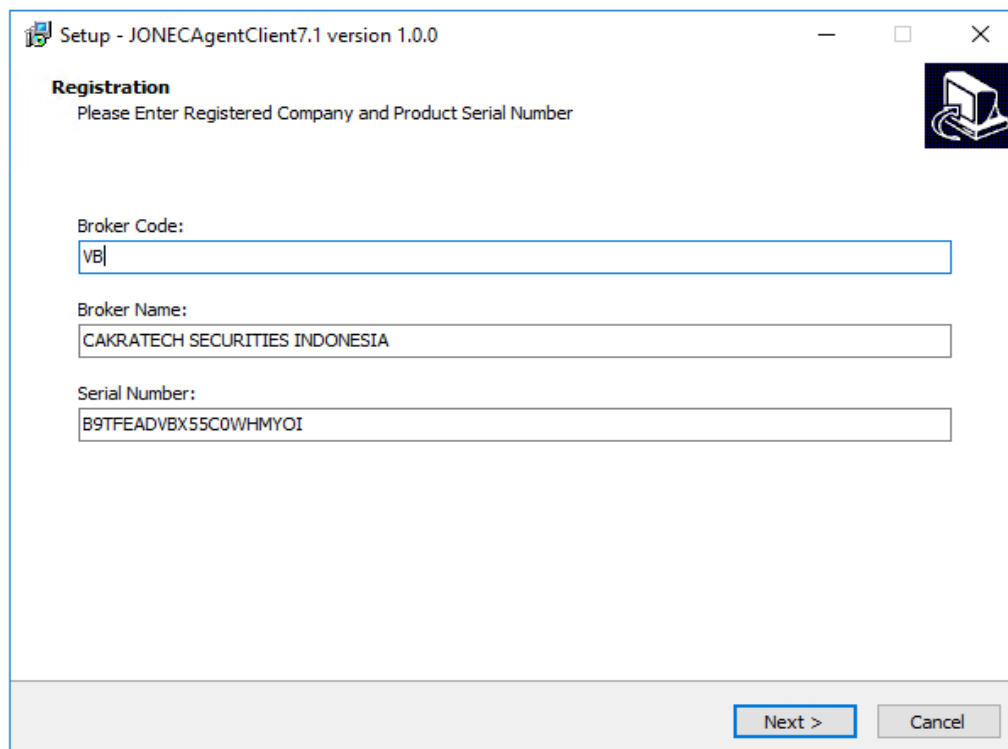 Setup - JONECAgentClient7.1 version 1.0.0
Registration
Please Enter Registered Company and Product Serial Number
Broker Code:
VB
Broker Name:
CAKRATECH SECURITIES INDONESIA
Serial Number:
B9TFEADVBX55C0WHMYOI
Next >
Cancel